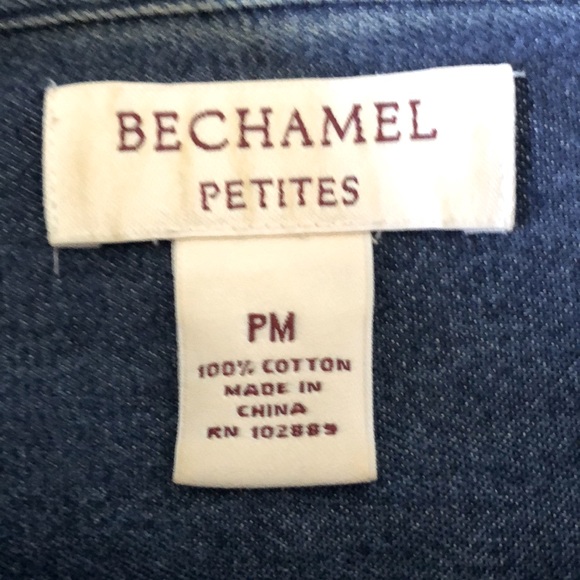 BECHAMEL
PETITES
PM
100% COTTON
MADE IN
CHINA
RN 102889